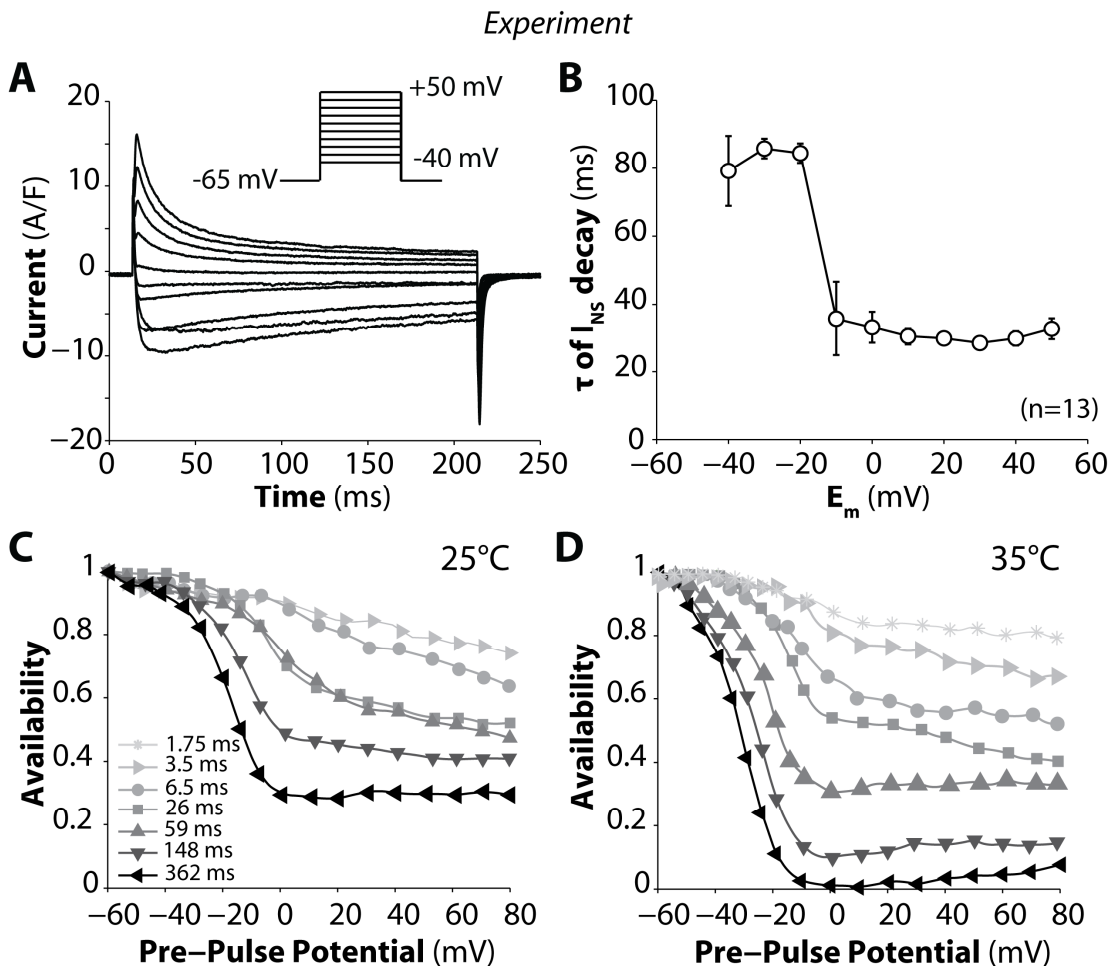 Experiment
A
Current (A/F)
20
10
0
−10
−20
0 50 100 150 200 250
Time (ms)
+50 mV
-40 mV
-65 mV
B
τ of I_NS decay (ms)
100
80
60
40
20
0
−60 −40 −20 0 20 40 60
E_m (mV)
(n=13)
C
25°C
Availability
1
0.8
0.6
0.4
0.2
0
1.75 ms
3.5 ms
6.5 ms
26 ms
59 ms
148 ms
362 ms
−60 −40 −20 0 20 40 60 80
Pre−Pulse Potential (mV)
D
35°C
Availability
1
0.8
0.6
0.4
0.2
0
−60 −40 −20 0 20 40 60 80
Pre−Pulse Potential (mV)